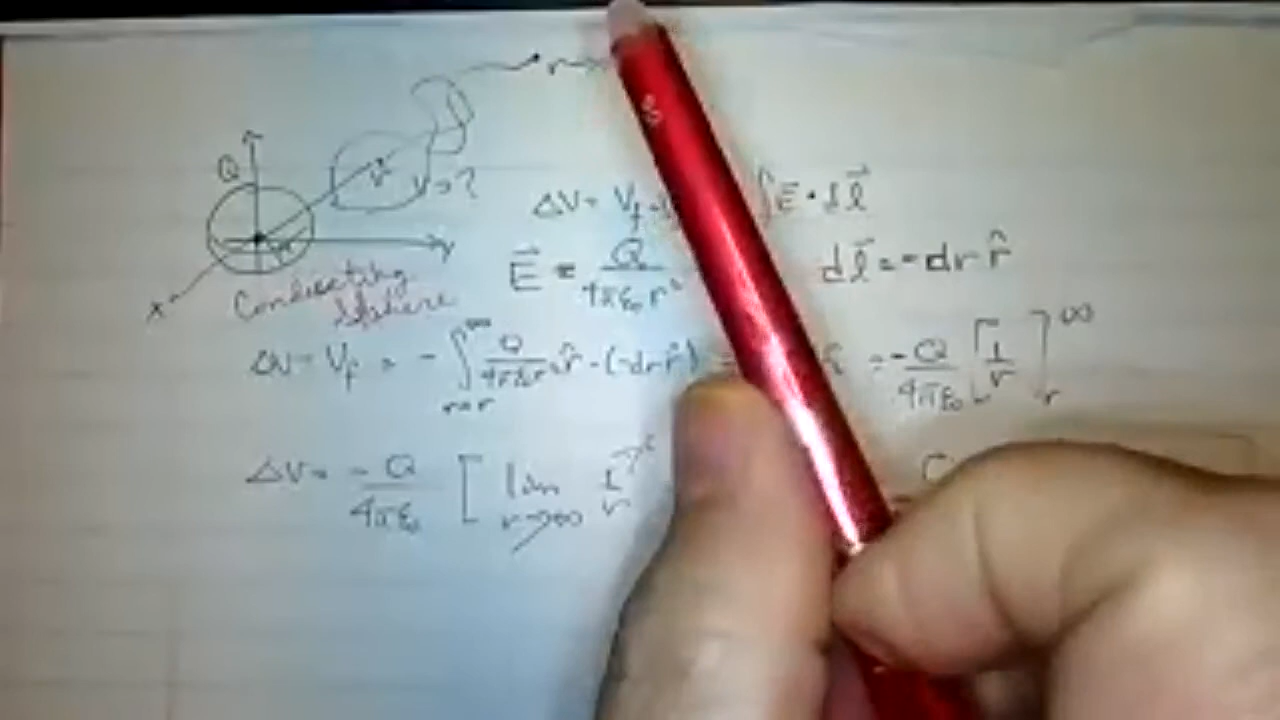 r→
Q
r
V=?
ΔV = V_f - ∫ E⃗ · dl⃗
y
E⃗ = Q / 4πε₀r² dl⃗ = -dr r̂
x
Conducting
Sphere
ΔV = V_f = - ∫_{r=r}^{∞} Q / 4πε₀r² r̂ · (-dr r̂) = = -Q / 4πε₀ [1/r]_r^∞
ΔV = -Q / 4πε₀ [ lim_{r→∞} 1/r